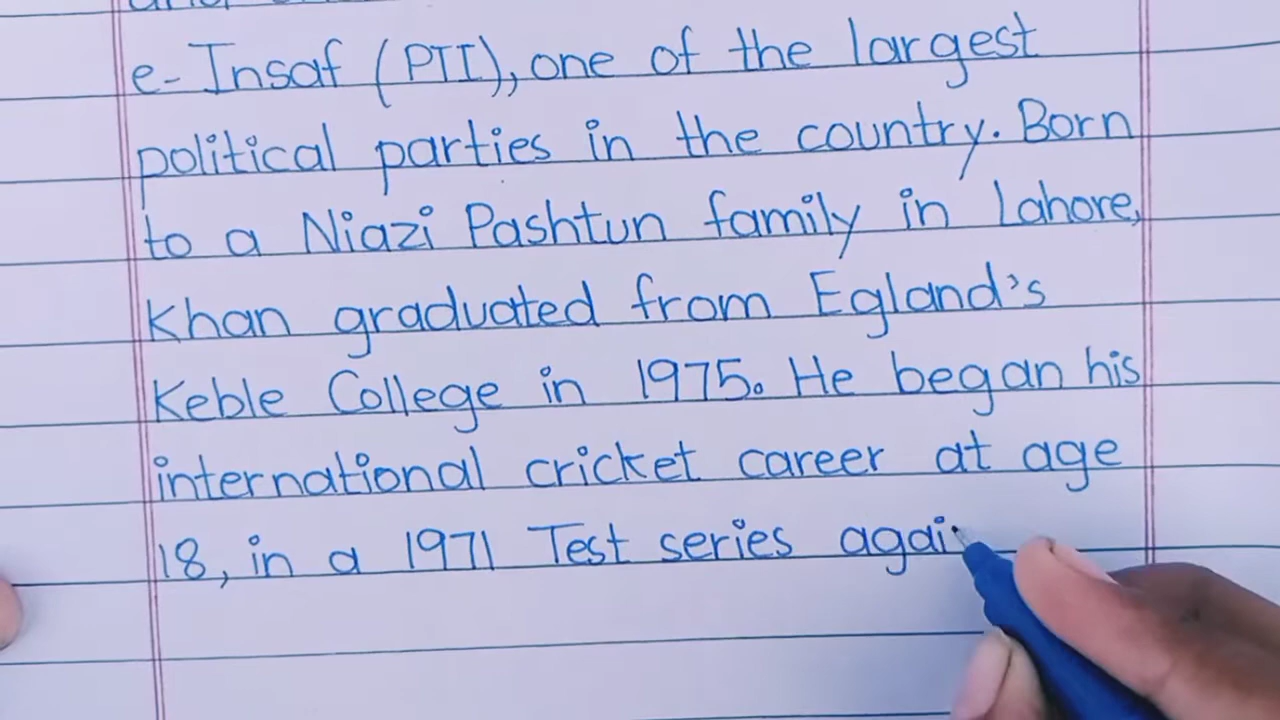 e-Insaf (PTI), one of the largest
political parties in the country. Born
to a Niazi Pashtun family in Lahore,
Khan graduated from Egland's
Keble College in 1975. He began his
international cricket career at age
18, in a 1971 Test series agai